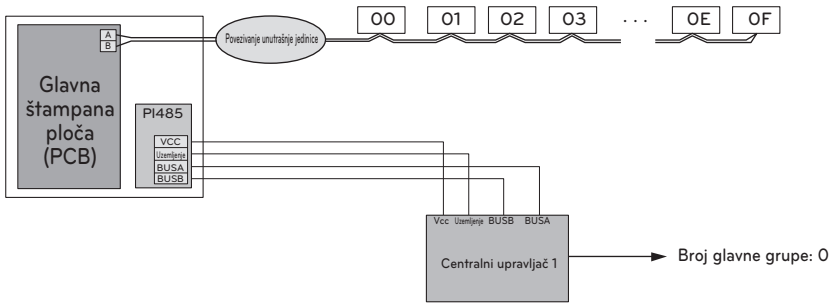 00 01 02 03 . . . 0E 0F
A
B
Povezivanje unutrašnje jedinice
Glavna
štampana
ploča
(PCB)
PI485
VCC
Uzemljenje
BUSA
BUSB
Vcc Uzemljenje BUSB BUSA
Centralni upravljač 1
Broj glavne grupe: 0